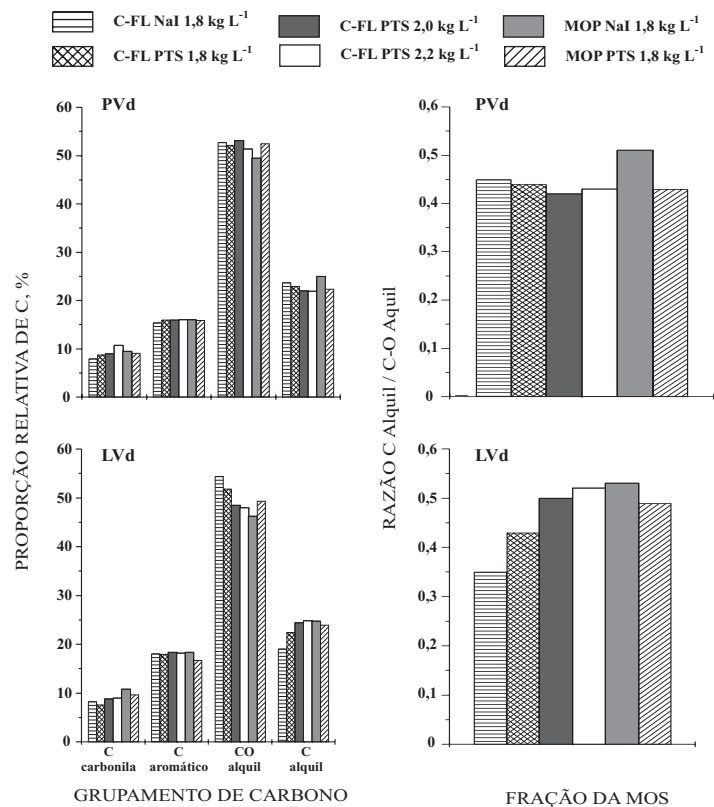 C-FL NaI 1,8 kg L⁻¹
C-FL PTS 2,0 kg L⁻¹
MOP NaI 1,8 kg L⁻¹
C-FL PTS 1,8 kg L⁻¹
C-FL PTS 2,2 kg L⁻¹
MOP PTS 1,8 kg L⁻¹
PROPORÇÃO RELATIVA DE C, %
PVd
60
50
40
30
20
10
0
LVd
60
50
40
30
20
10
0
C carbonila
C aromático
CO alquil
C alquil
GRUPAMENTO DE CARBONO
RAZÃO C Alquil / C-O Aquil
PVd
0,6
0,5
0,4
0,3
0,2
0,1
0
LVd
0,6
0,5
0,4
0,3
0,2
0,1
0
FRAÇÃO DA MOS